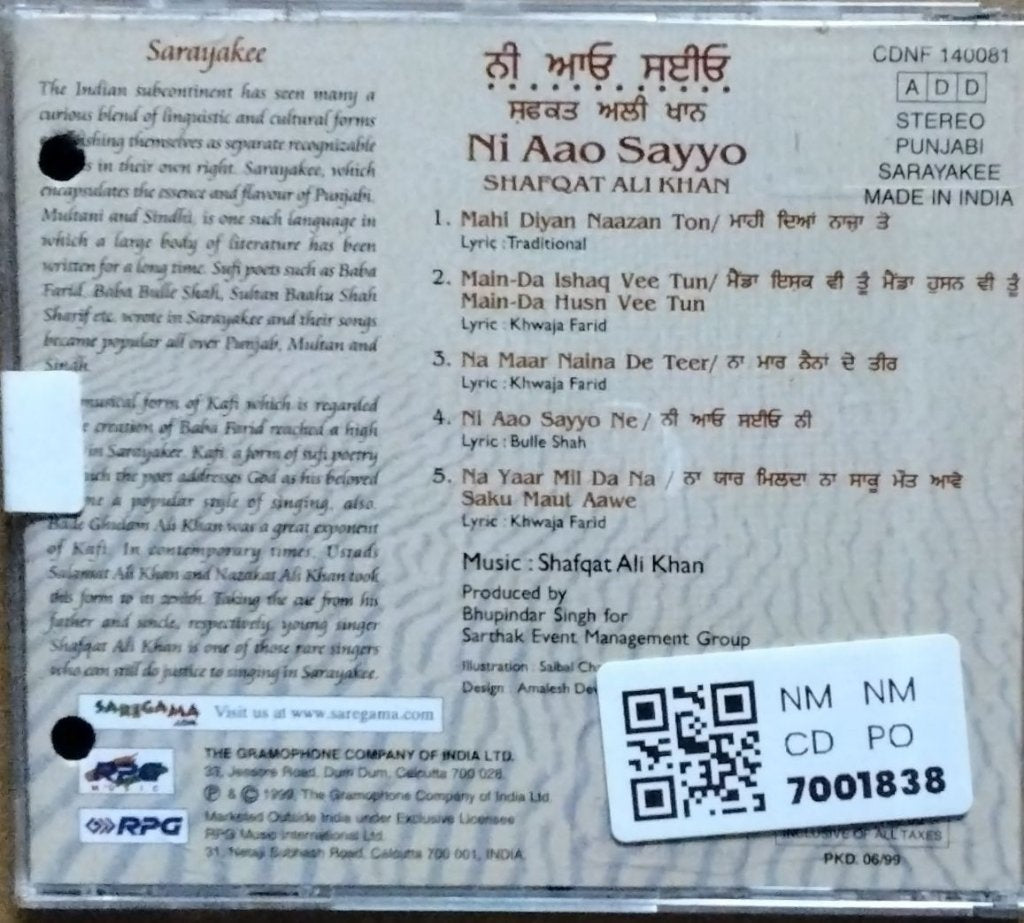 Sarayakee
The Indian subcontinent has seen many a
curious blend of linguistic and cultural forms
shing themselves as separate recognizable
in their own right. Sarayakee, which
encapsulates the essence and flavour of Punjabi,
Multani and Sindhi, is one such language in
which a large body of literature has been
written for a long time. Sufi poets such as Baba
Farid, Baba Bulle Shah, Sultan Baahu Shah
Sharif etc. wrote in Sarayakee and their songs
became popular all over Punjab, Multan and
Sindh.
musical form of Kafi which is regarded
creation of Baba Farid reached a high
in Sarayakee. Kafi, a form of sufi poetry
the poet addresses God as his beloved
a popular style of singing, also.
Bade Ghulam Ali Khan was a great exponent
of Kafi. In contemporary times, Ustads
Salamat Ali Khan and Nazakat Ali Khan took
this form to its zenith. Taking the cue from his
father and uncle, respectively, young singer
Shafqat Ali Khan is one of those rare singers
who can still do justice to singing in Sarayakee.
SAREGAMA.com Visit us at www.saregama.com
RPG MUSIC
RPG
THE GRAMOPHONE COMPANY OF INDIA LTD.
33, Jessore Road, Dum Dum, Calcutta 700 028.
℗ & © 1999, The Gramophone Company of India Ltd.
Marketed Outside India under Exclusive Licensee
RPG Music International Ltd.
31, Netaji Subhash Road, Calcutta 700 001, INDIA.
ਨੀ ਆਓ ਸਈਓ
ਸ਼ਫਕਤ ਅਲੀ ਖਾਨ
Ni Aao Sayyo
SHAFQAT ALI KHAN
1. Mahi Diyan Naazan Ton/ ਮਾਹੀ ਦਿਆਂ ਨਾਜ਼ਾ ਤੋਂ
Lyric : Traditional
2. Main-Da Ishaq Vee Tun/ ਮੈਂਡਾ ਇਸ਼ਕ ਵੀ ਤੂੰ ਮੈਂਡਾ ਹੁਸਨ ਵੀ ਤੂੰ
Main-Da Husn Vee Tun
Lyric : Khwaja Farid
3. Na Maar Naina De Teer/ ਨਾ ਮਾਰ ਨੈਨਾਂ ਦੇ ਤੀਰ
Lyric : Khwaja Farid
4. Ni Aao Sayyo Ne/ ਨੀ ਆਓ ਸਈਓ ਨੀ
Lyric : Bulle Shah
5. Na Yaar Mil Da Na / ਨਾ ਯਾਰ ਮਿਲਦਾ ਨਾ ਸਾਕੂ ਮੌਤ ਆਵੇ
Saku Maut Aawe
Lyric : Khwaja Farid
Music : Shafqat Ali Khan
Produced by
Bhupindar Singh for
Sarthak Event Management Group
Illustration : Saibal
Design : Amalesh
CDNF 140081
A D D
STEREO
PUNJABI
SARAYAKEE
MADE IN INDIA
NM NM
CD PO
7001838
INCLUSIVE OF ALL TAXES
PKD. 06/99